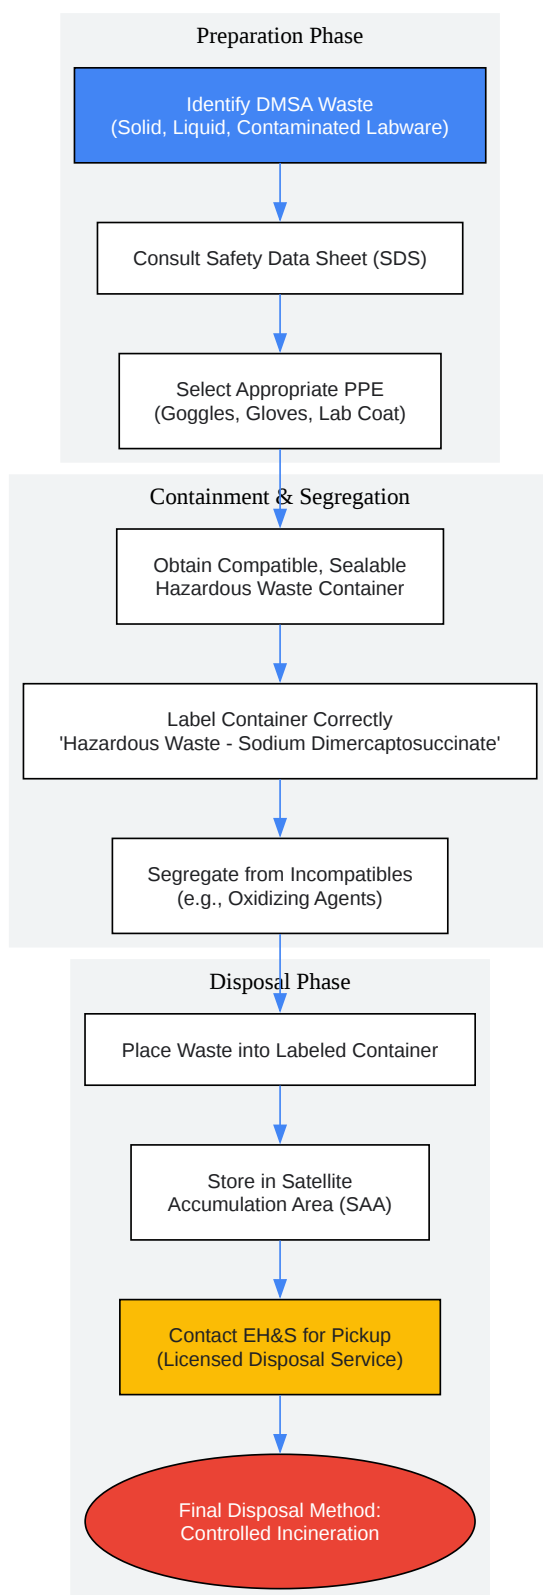 Preparation Phase
Identify DMSA Waste
(Solid, Liquid, Contaminated Labware)
Consult Safety Data Sheet (SDS)
Select Appropriate PPE
(Goggles, Gloves, Lab Coat)
Containment & Segregation
Obtain Compatible, Sealable
Hazardous Waste Container
Label Container Correctly
'Hazardous Waste - Sodium Dimercaptosuccinate'
Segregate from Incompatibles
(e.g., Oxidizing Agents)
Disposal Phase
Place Waste into Labeled Container
Store in Satellite
Accumulation Area (SAA)
Contact EH&S for Pickup
(Licensed Disposal Service)
Final Disposal Method:
Controlled Incineration